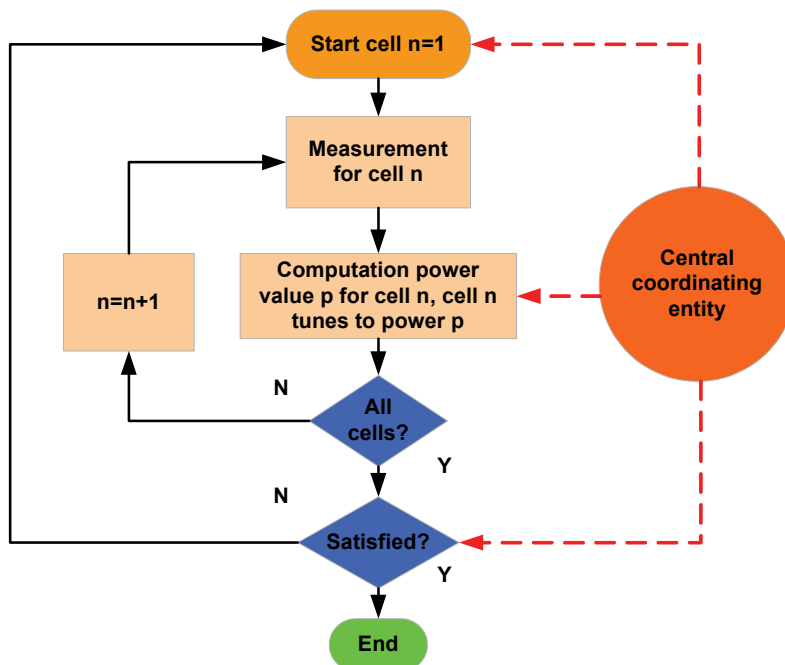 Start cell n=1
Measurement
for cell n
Central
coordinating
entity
Computation power
value p for cell n, cell n
tunes to power p
n=n+1
N
All
cells?
Y
N
Satisfied?
Y
End